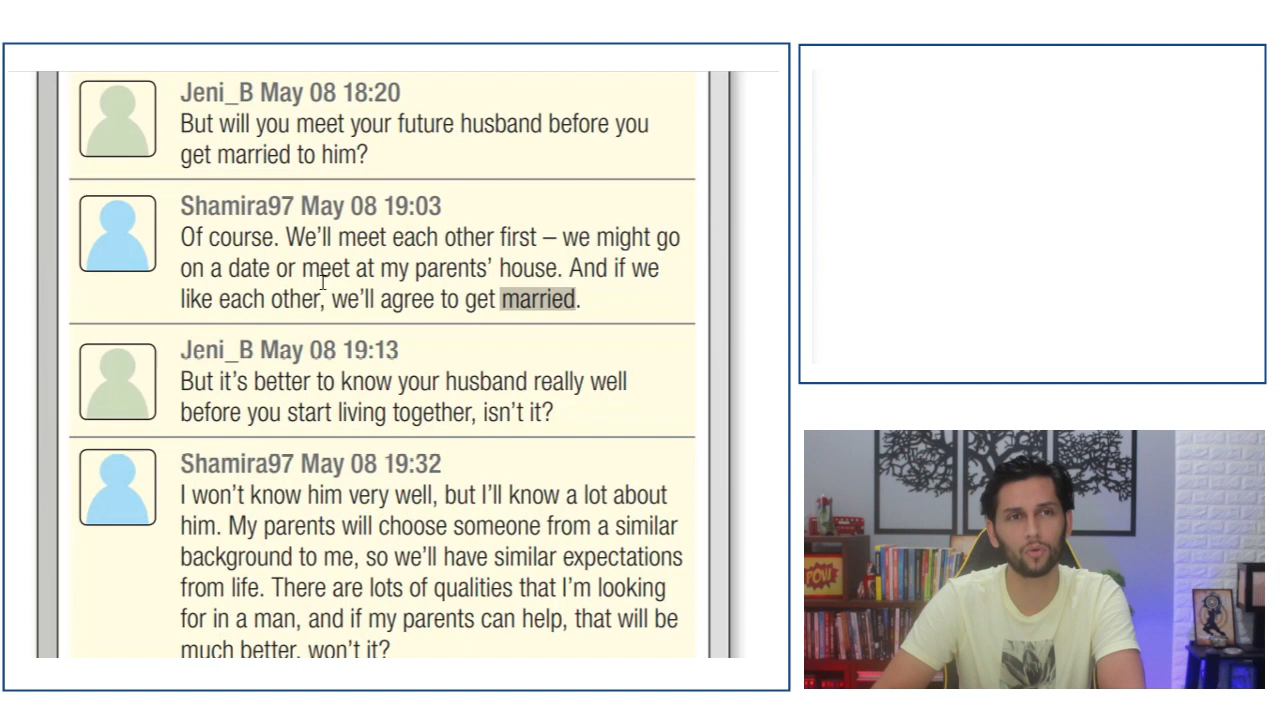 Jeni_B May 08 18:20
But will you meet your future husband before you
get married to him?
Shamira97 May 08 19:03
Of course. We'll meet each other first – we might go
on a date or meet at my parents' house. And if we
like each other, we'll agree to get married.
Jeni_B May 08 19:13
But it's better to know your husband really well
before you start living together, isn't it?
Shamira97 May 08 19:32
I won't know him very well, but I'll know a lot about
him. My parents will choose someone from a similar
background to me, so we'll have similar expectations
from life. There are lots of qualities that I'm looking
for in a man, and if my parents can help, that will be
much better, won't it?
POW